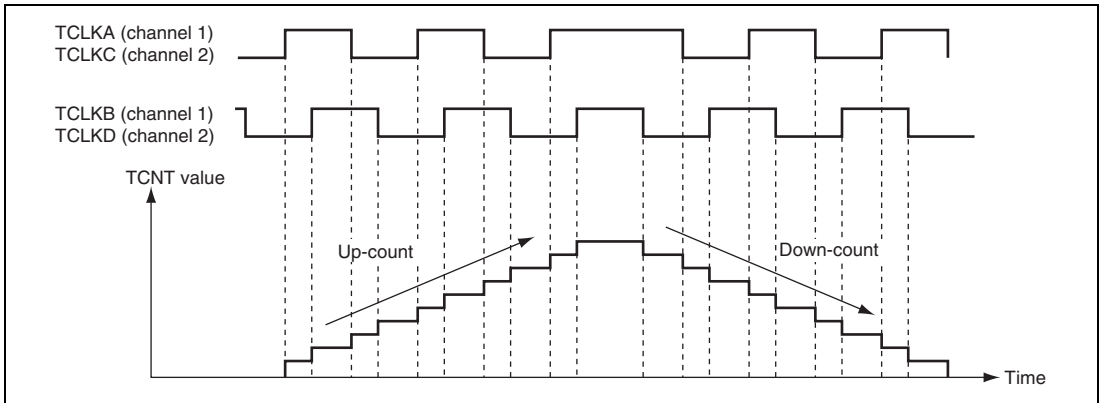 TCLKA (channel 1)
TCLKC (channel 2)
TCLKB (channel 1)
TCLKD (channel 2)
TCNT value
Up-count
Down-count
Time